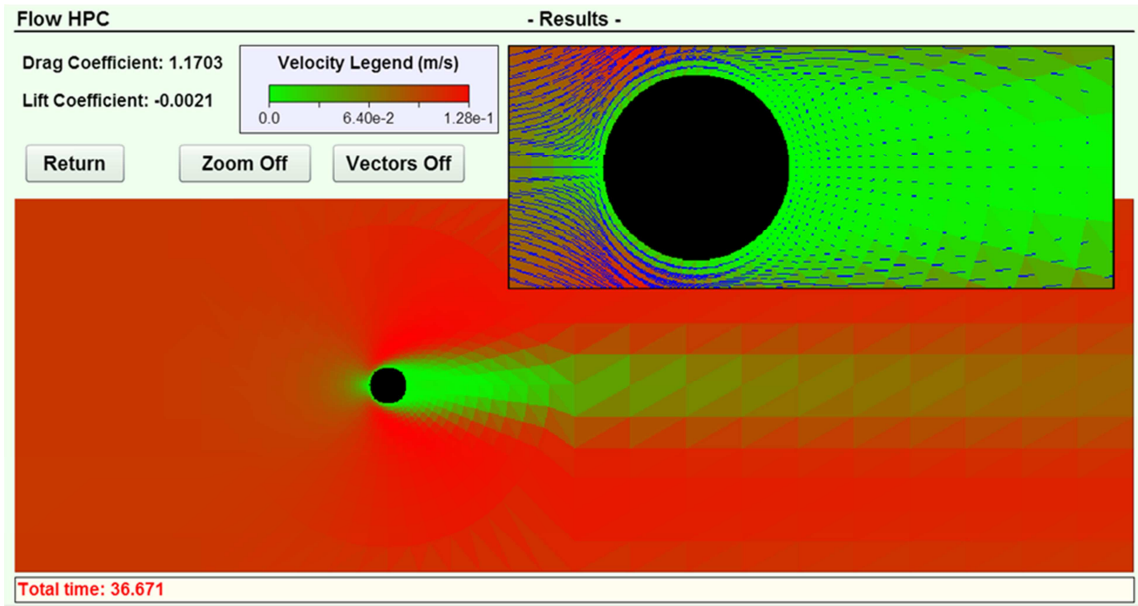 Flow HPC - Results -
Drag Coefficient: 1.1703
Lift Coefficient: -0.0021
Velocity Legend (m/s)
0.0 6.40e-2 1.28e-1
Return Zoom Off Vectors Off
Total time: 36.671